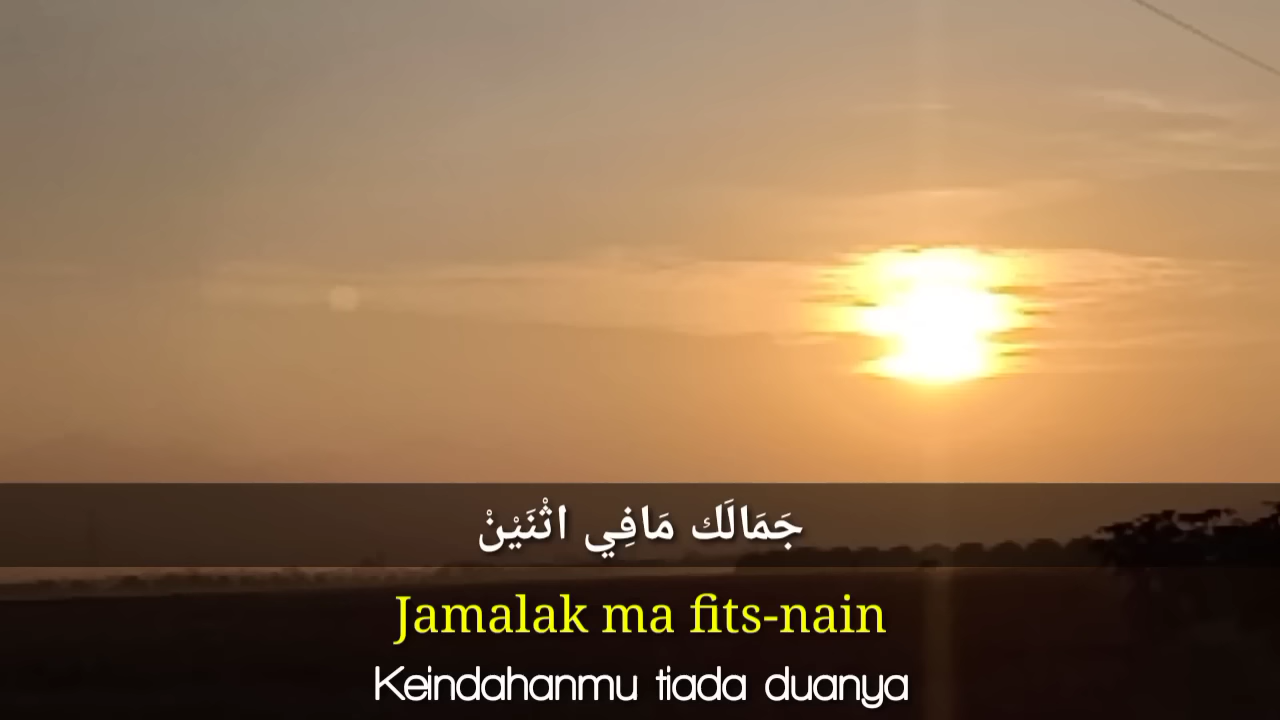 جَمَالَك مَافِي اثْنَيْنْ
Jamalak ma fits-nain
Keindahanmu tiada duanya